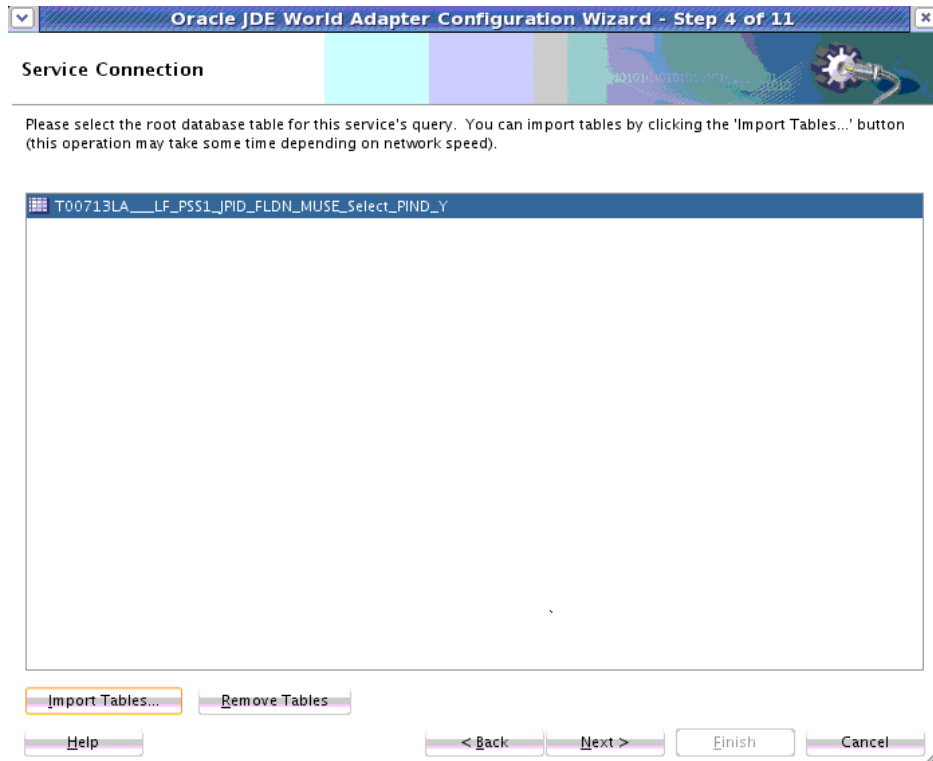 Oracle JDE World Adapter Configuration Wizard - Step 4 of 11
Service Connection
Please select the root database table for this service's query. You can import tables by clicking the 'Import Tables...' button
(this operation may take some time depending on network speed).
T00713LA___LF_PSS1_JPID_FLDN_MUSE_Select_PIND_Y
Import Tables... Remove Tables
Help < Back Next > Finish Cancel